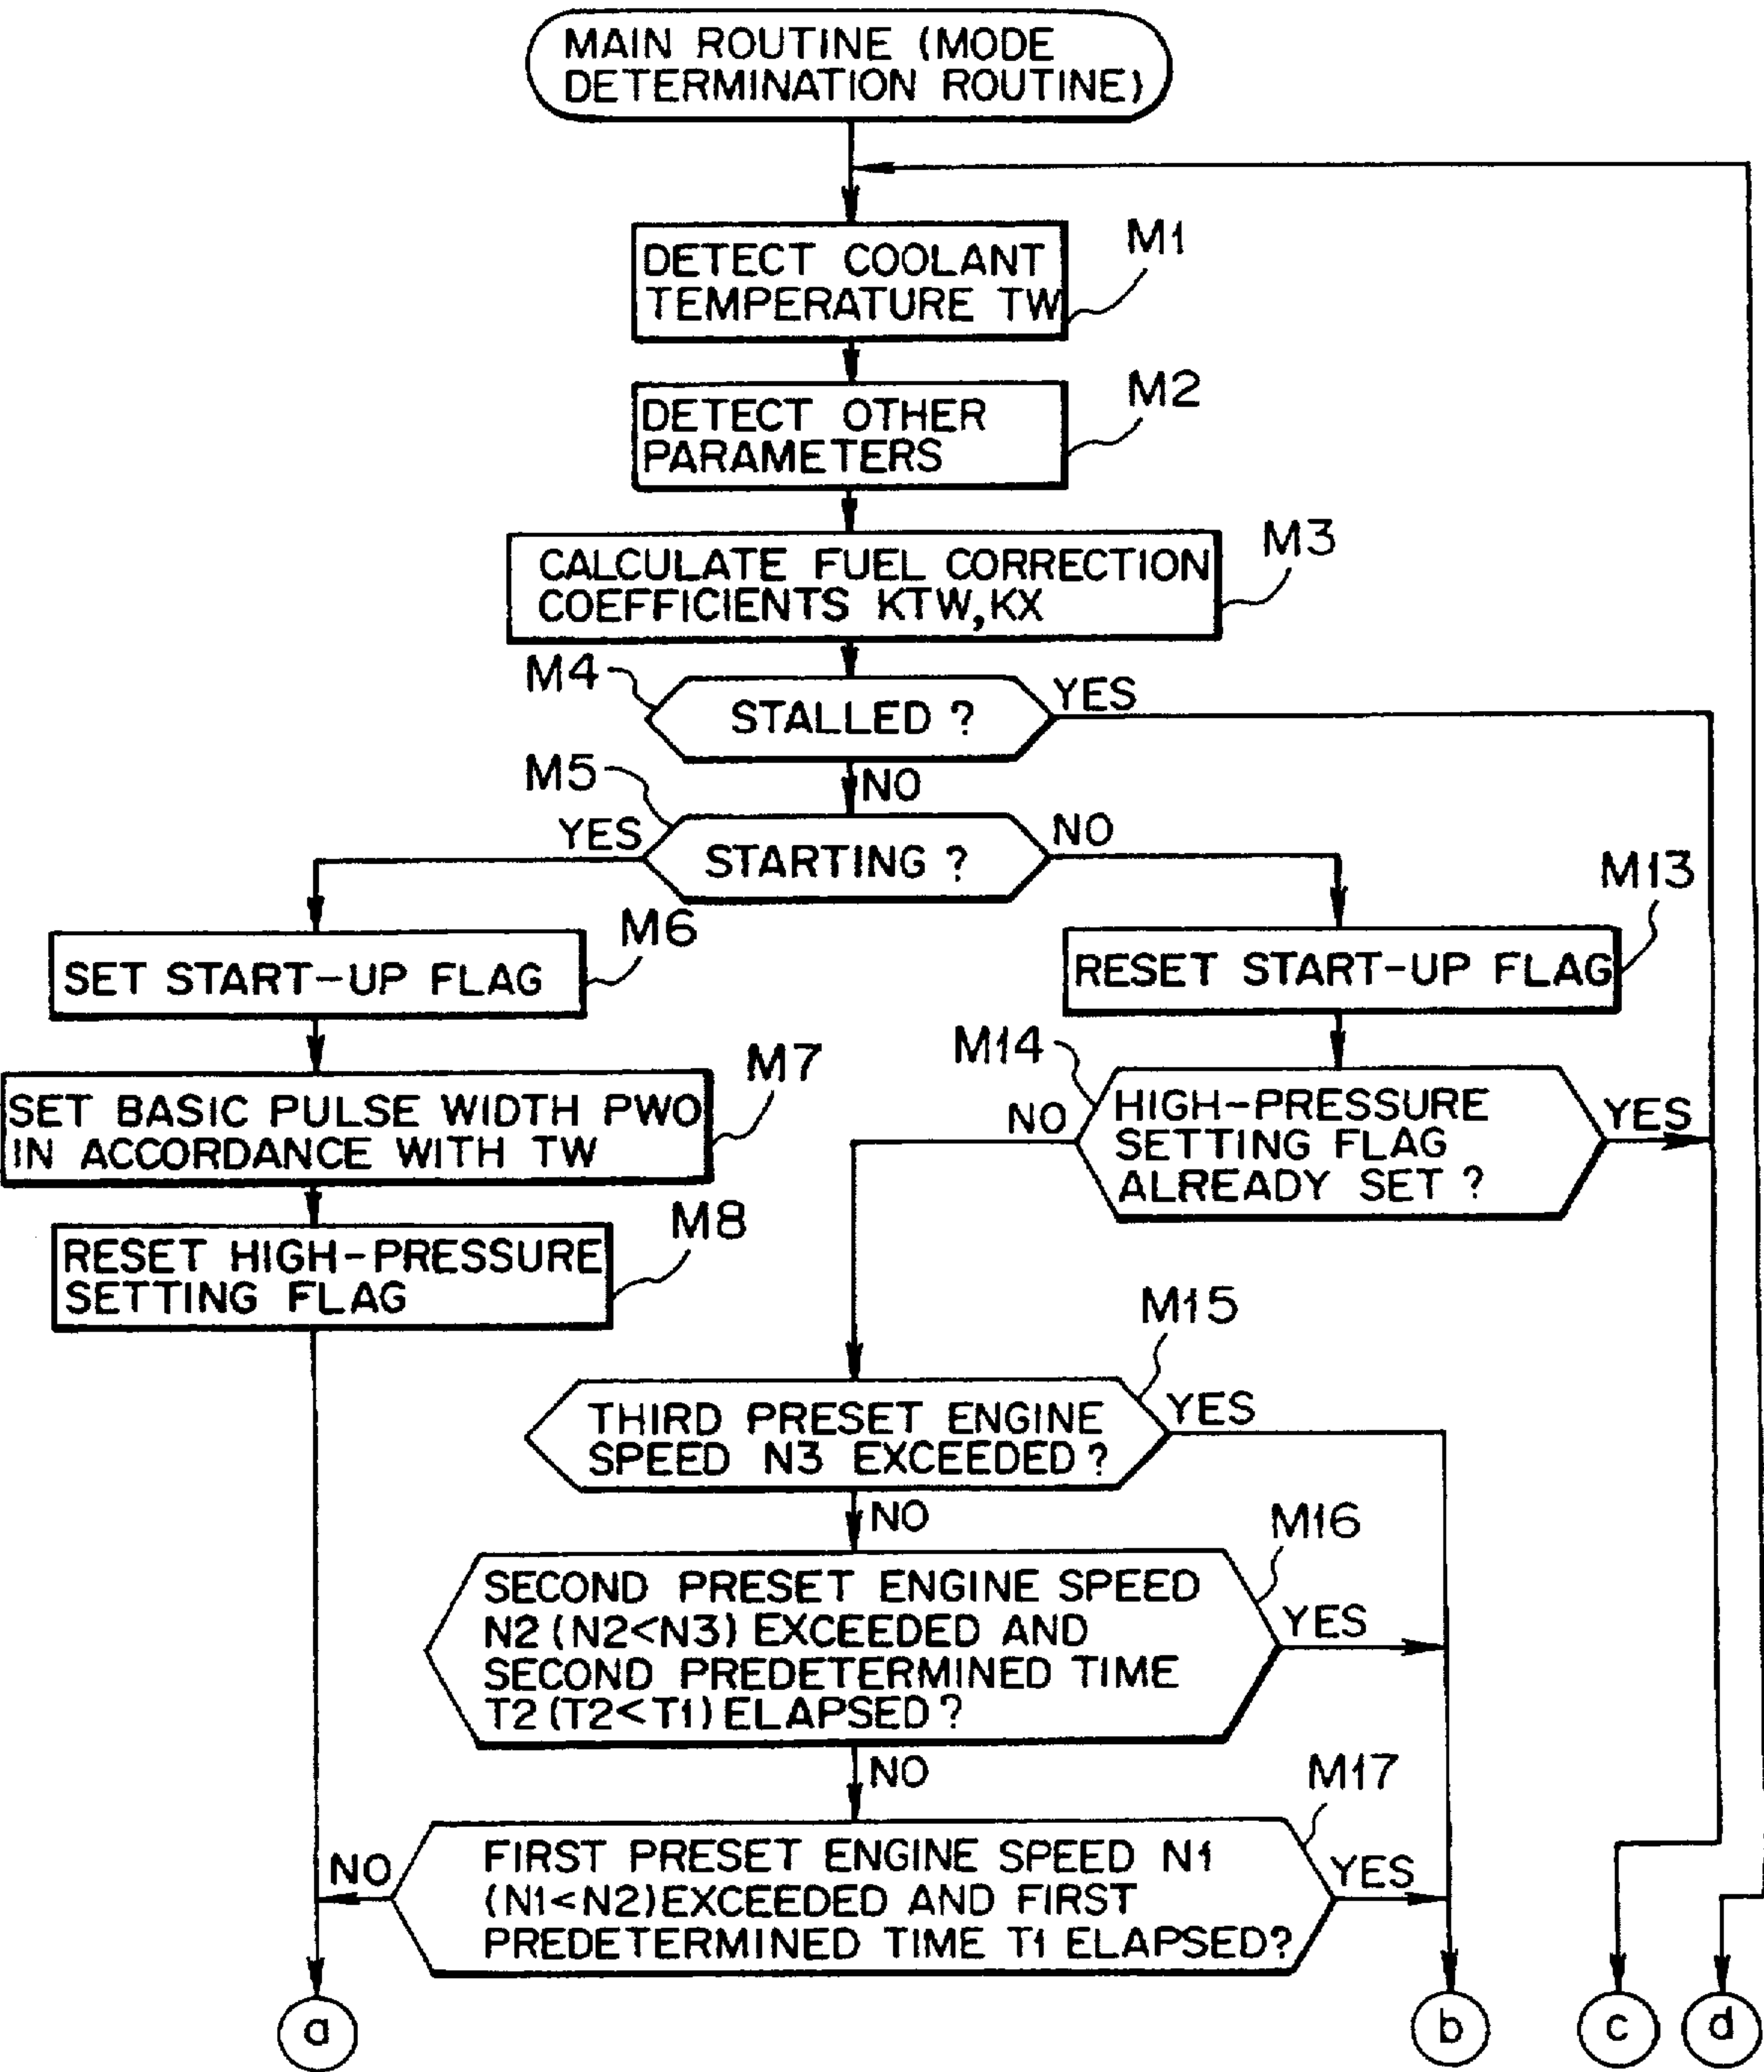 MAIN ROUTINE (MODE
DETERMINATION ROUTINE)
M1
DETECT COOLANT
TEMPERATURE TW
M2
DETECT OTHER
PARAMETERS
M3
CALCULATE FUEL CORRECTION
COEFFICIENTS KTW,KX
M4
STALLED ?
YES
NO
M5
YES
STARTING ?
NO
M6
SET START-UP FLAG
M13
RESET START-UP FLAG
M7
SET BASIC PULSE WIDTH PWO
IN ACCORDANCE WITH TW
M14
NO
HIGH-PRESSURE
SETTING FLAG
ALREADY SET ?
YES
M8
RESET HIGH-PRESSURE
SETTING FLAG
M15
THIRD PRESET ENGINE
SPEED N3 EXCEEDED ?
YES
NO
M16
SECOND PRESET ENGINE SPEED
N2 (N2<N3) EXCEEDED AND
SECOND PREDETERMINED TIME
T2 (T2<T1) ELAPSED ?
YES
NO
M17
NO
FIRST PRESET ENGINE SPEED N1
(N1<N2) EXCEEDED AND FIRST
PREDETERMINED TIME T1 ELAPSED?
YES
a
b
c
d